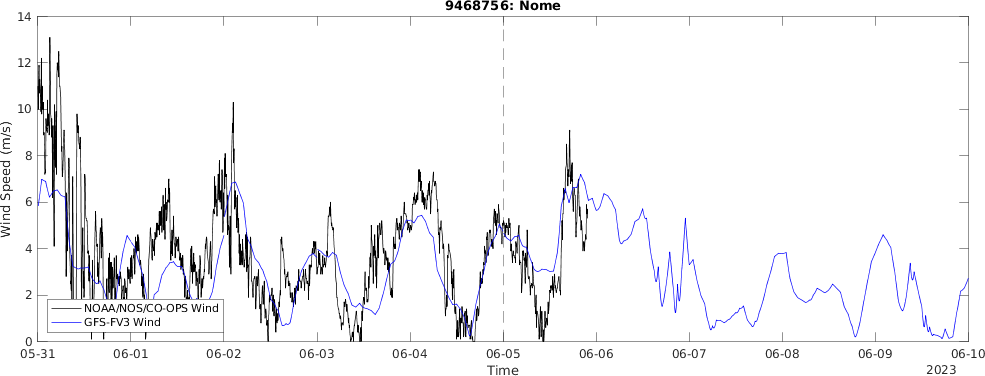 9468756: Nome
Wind Speed (m/s)
14
12
10
8
6
4
2
0
NOAA/NOS/CO-OPS Wind
GFS-FV3 Wind
05-31 06-01 06-02 06-03 06-04 06-05 06-06 06-07 06-08 06-09 06-10
Time
2023